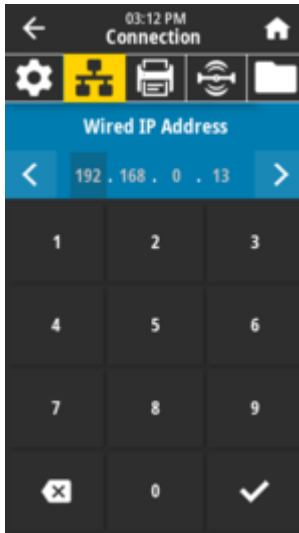 03:12 PM
Connection
Wired IP Address
192 . 168 . 0 . 13
1 2 3
4 5 6
7 8 9
0